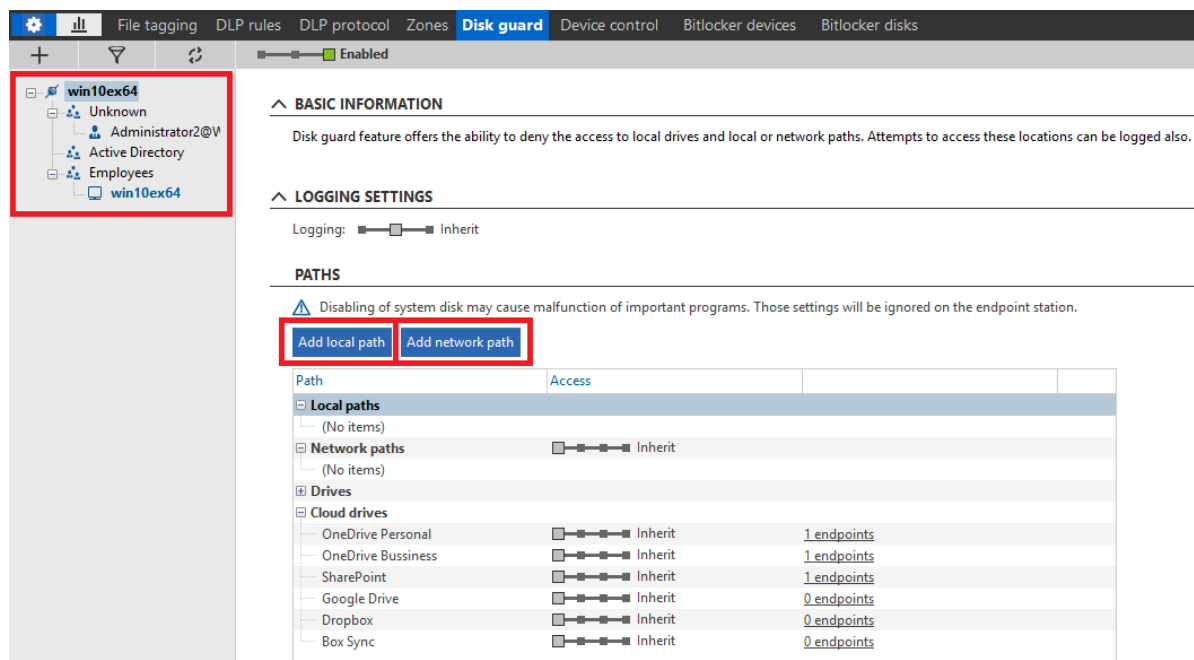 File tagging DLP rules DLP protocol Zones Disk guard Device control Bitlocker devices Bitlocker disks
Enabled
win10ex64
Unknown
Administrator2@W
Active Directory
Employees
win10ex64
BASIC INFORMATION
Disk guard feature offers the ability to deny the access to local drives and local or network paths. Attempts to access these locations can be logged also.
LOGGING SETTINGS
Logging: Inherit
PATHS
Disabling of system disk may cause malfunction of important programs. Those settings will be ignored on the endpoint station.
Add local path Add network path
Path Access
Local paths
(No items)
Network paths Inherit
(No items)
Drives
Cloud drives
OneDrive Personal Inherit 1 endpoints
OneDrive Bussiness Inherit 1 endpoints
SharePoint Inherit 1 endpoints
Google Drive Inherit 0 endpoints
Dropbox Inherit 0 endpoints
Box Sync Inherit 0 endpoints